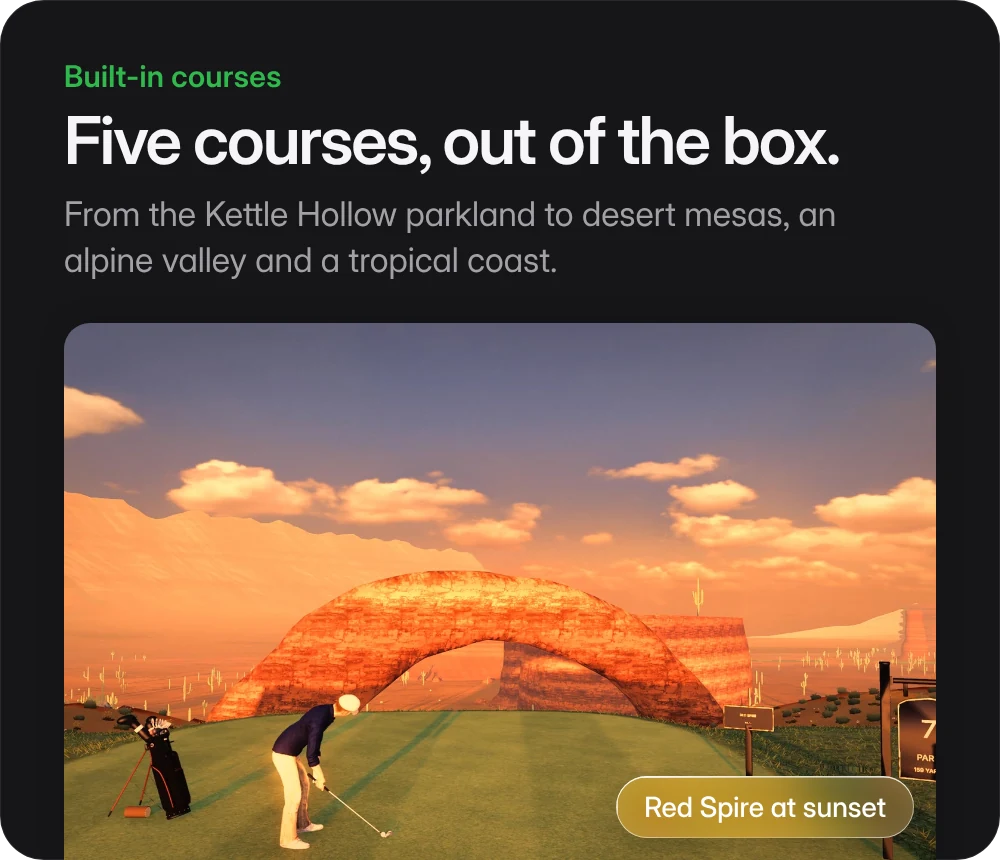 Built-in courses
Five courses, out of the box.
From the Kettle Hollow parkland to desert mesas, an
alpine valley and a tropical coast.
7
PAR
Red Spire at sunset